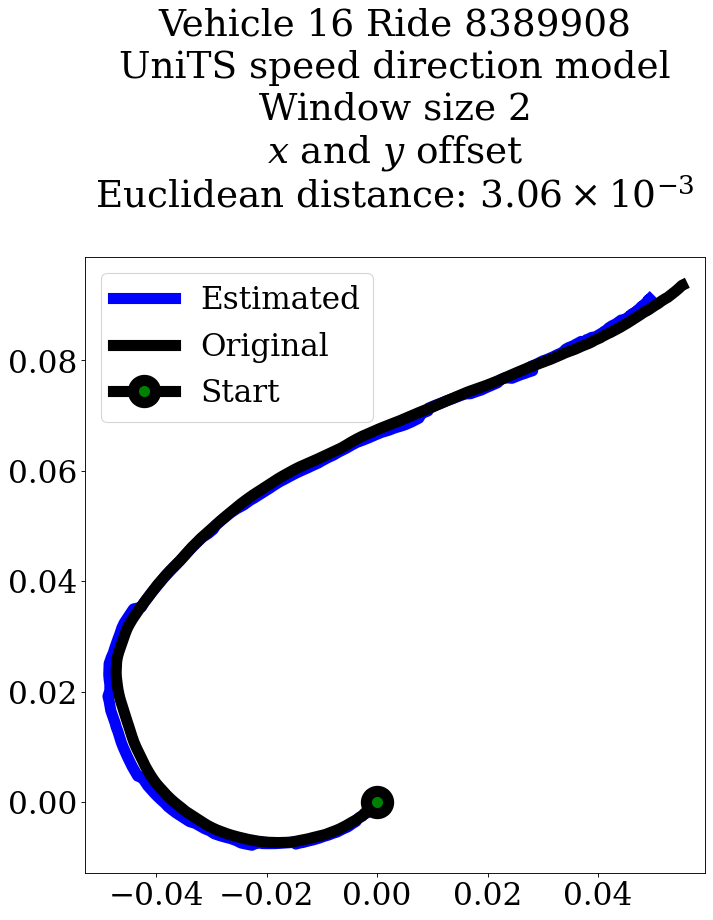 Vehicle 16 Ride 8389908
UniTS speed direction model
Window size 2
x and y offset
Euclidean distance: 3.06 × 10⁻³
Estimated
Original
Start
0.08
0.06
0.04
0.02
0.00
−0.04 −0.02 0.00 0.02 0.04